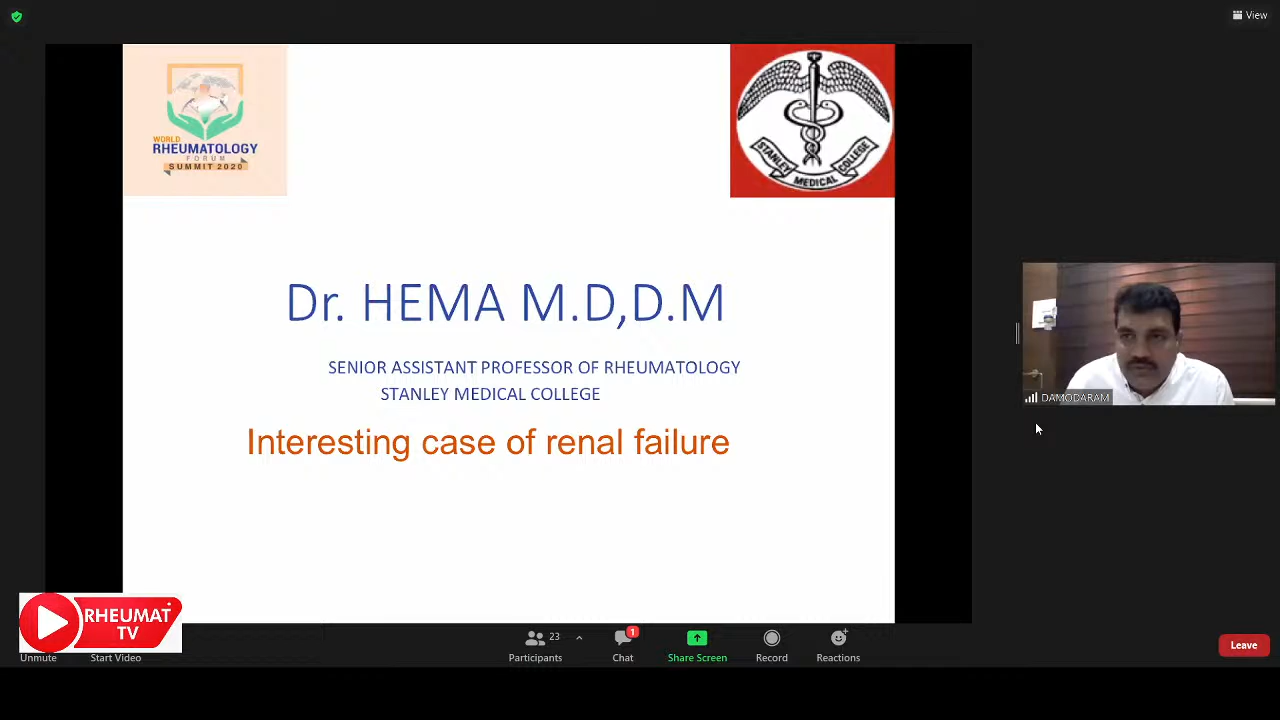 View
WORLD
RHEUMATOLOGY
FORUM
SUMMIT 2020
STANLEY
MEDICAL
COLLEGE
Dr. HEMA M.D,D.M
SENIOR ASSISTANT PROFESSOR OF RHEUMATOLOGY
STANLEY MEDICAL COLLEGE
Interesting case of renal failure
DAMODARAM
RHEUMAT
TV
Unmute
Start Video
23
Participants
1
Chat
Share Screen
Record
Reactions
Leave